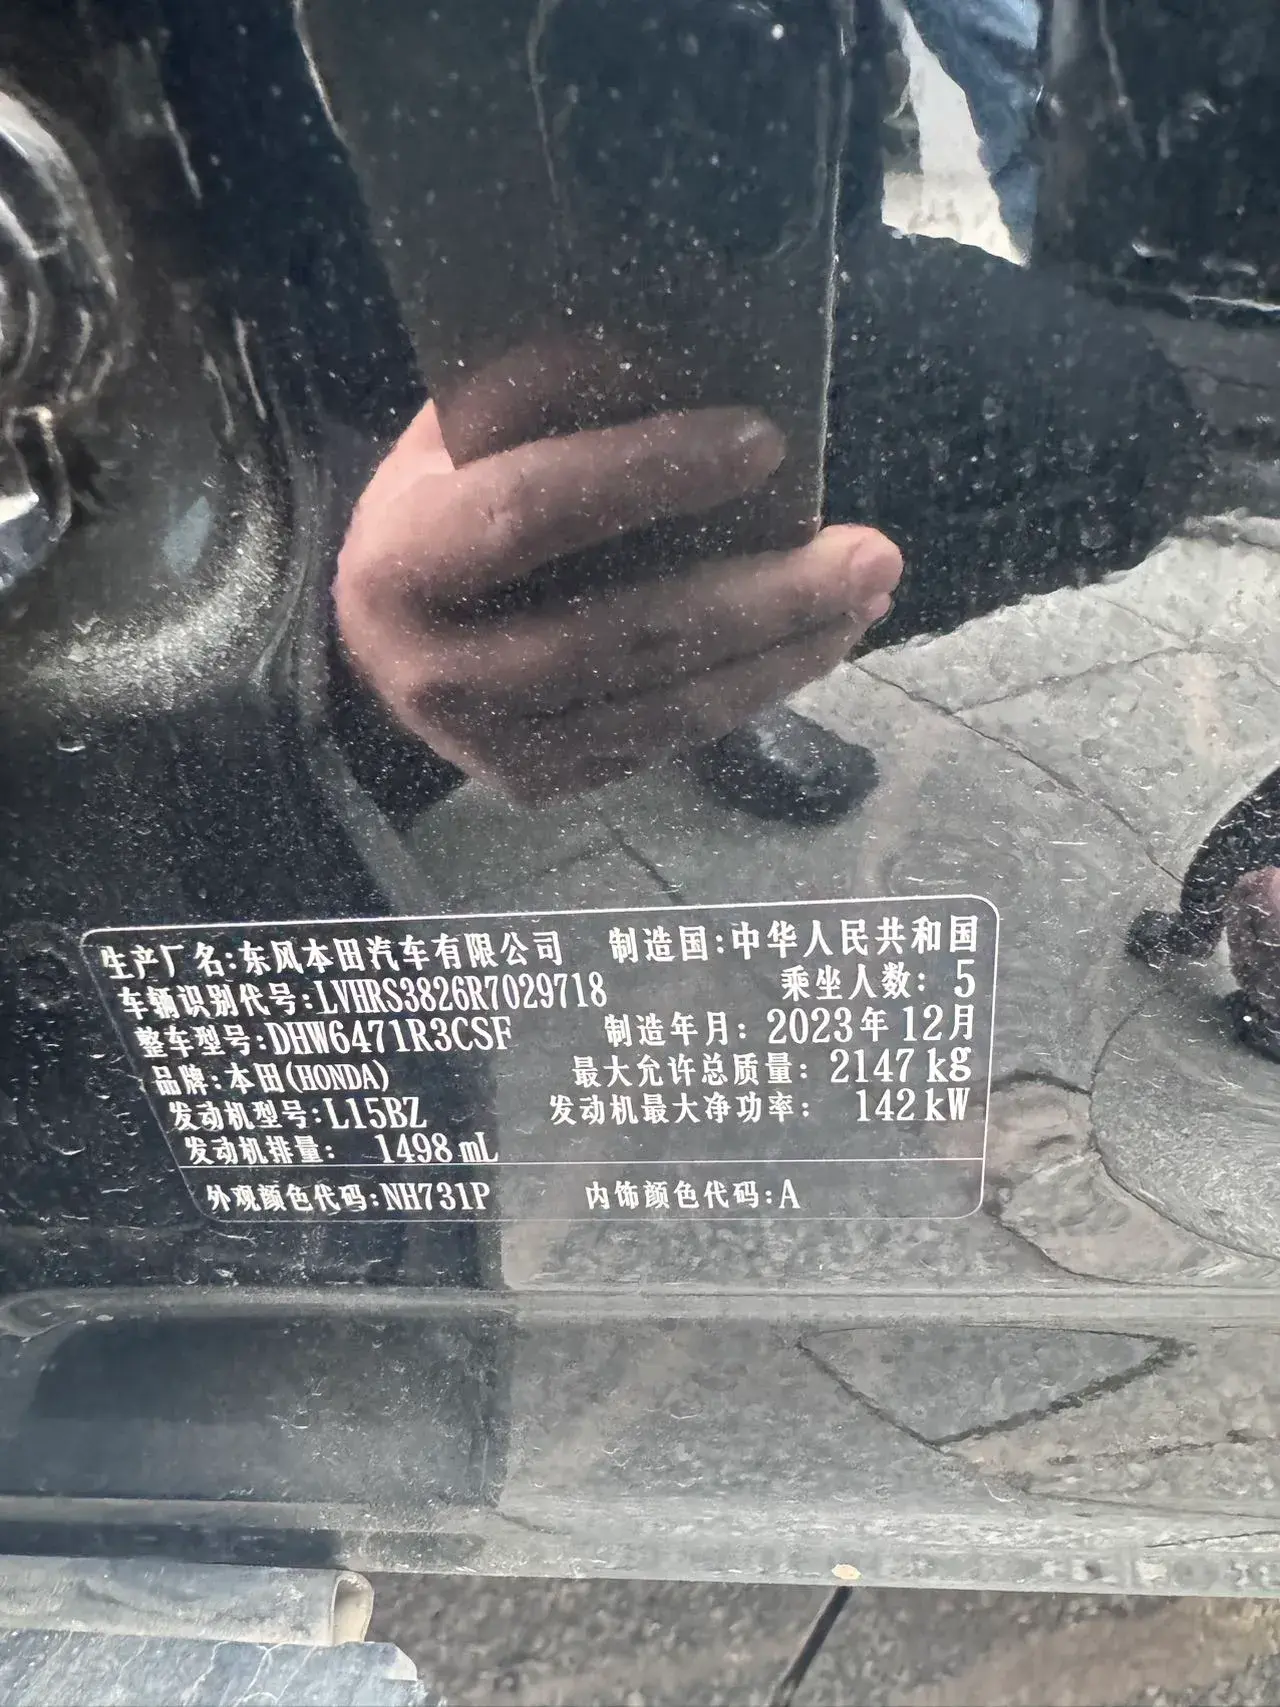 生产厂名:东风本田汽车有限公司 制造国:中华人民共和国
车辆识别代号:LVHRS3826R7029718 乘坐人数: 5
整车型号:DHW6471R3CSF 制造年月: 2023年12月
品牌:本田(HONDA) 最大允许总质量: 2147 kg
发动机型号:L15BZ 发动机最大净功率: 142 kW
发动机排量: 1498 mL
外观颜色代码:NH731P 内饰颜色代码:A